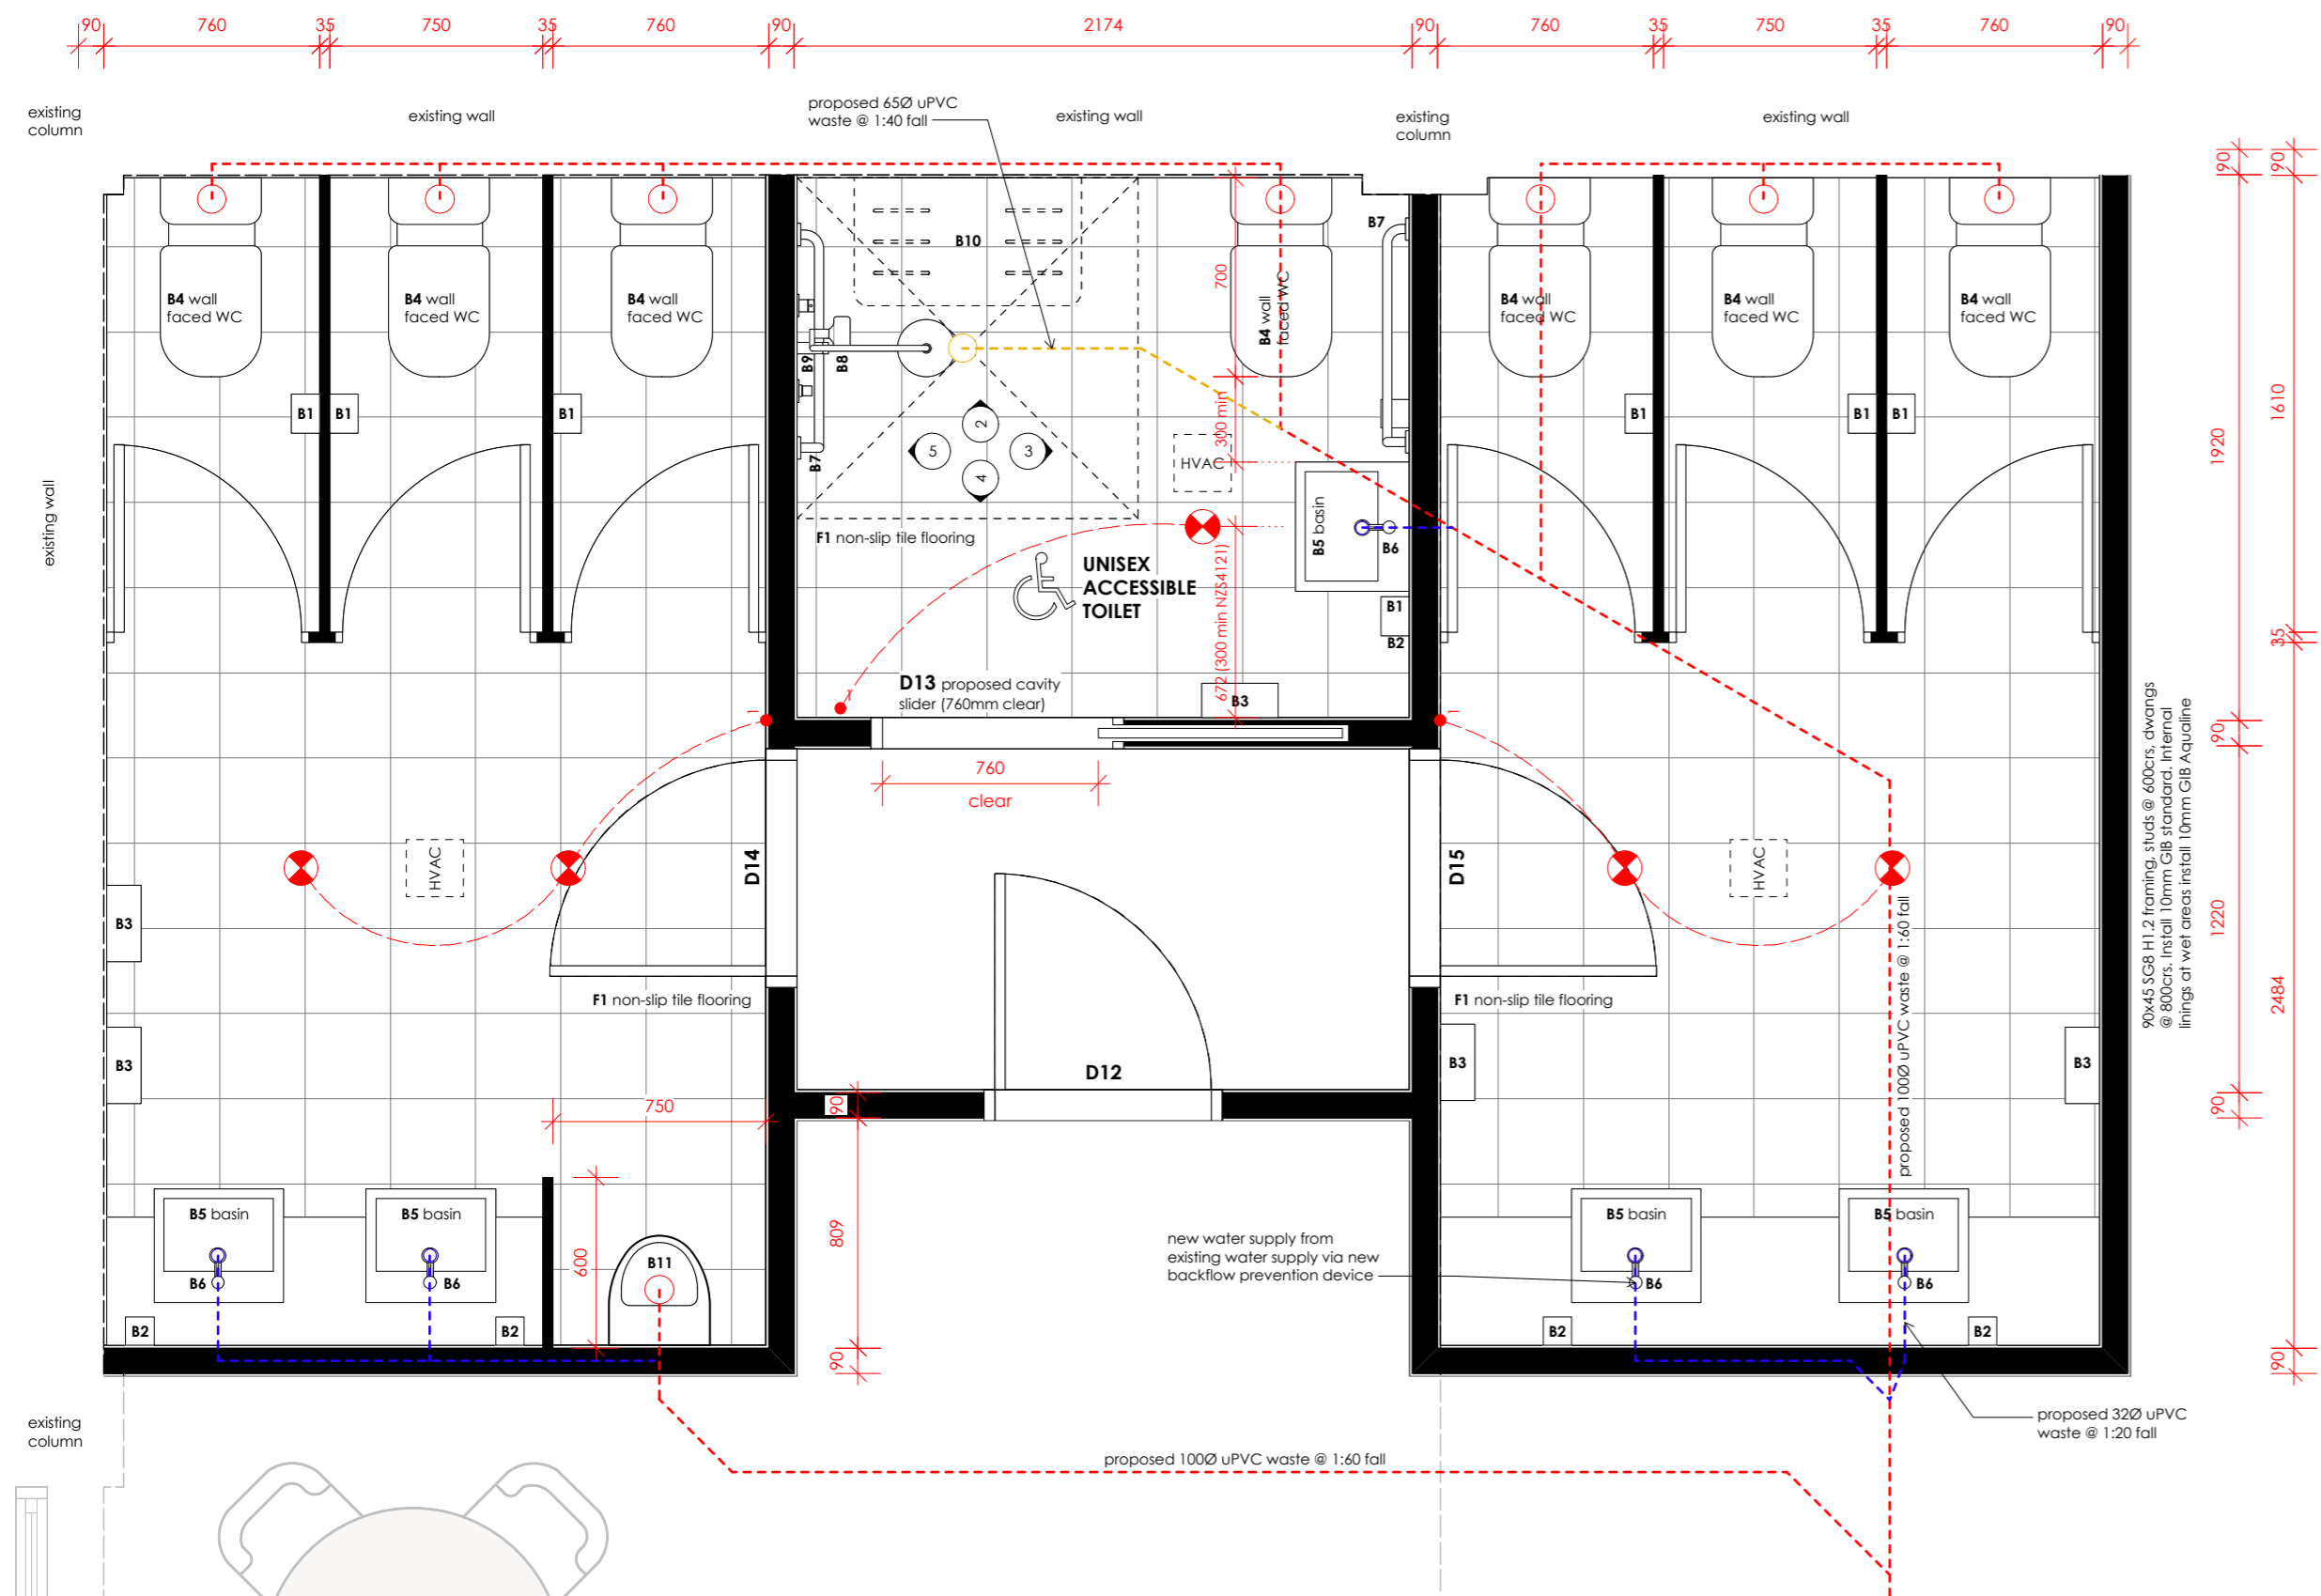 90 760 35 750 35 760 90 2174 90 760 35 750 35 760 90
existing
column
existing wall
proposed 65Ø uPVC
waste @ 1:40 fall
existing wall
existing
column
existing wall
90
90
B4 wall
faced WC
B4 wall
faced WC
B4 wall
faced WC
B10
B9
B8
B7
700
B4 wall
faced WC
B7
B4 wall
faced WC
B4 wall
faced WC
B4 wall
faced WC
B1
B1
B1
300 min
B1
B1
B1
1610
1920
existing wall
2
5
3
4
HVAC
B5 basin
B6
F1 non-slip tile flooring
UNISEX
ACCESSIBLE
TOILET
672 (300 min NZS4121)
B1
B2
35
D13 proposed cavity
slider (760mm clear)
B3
90x45 SG8 H1.2 framing, studs @ 600crs, dwangs
@ 800crs. Install 10mm GIB standard. Internal
linings at wet areas install 10mm GIB Aqualine
90
760
clear
HVAC
D14
D15
HVAC
B3
1220
proposed 100Ø uPVC waste @ 1:60 fall
F1 non-slip tile flooring
F1 non-slip tile flooring
2484
B3
B3
B3
D12
750
90
90
B5 basin
B5 basin
B6
B6
600
B11
809
new water supply from
existing water supply via new
backflow prevention device
B5 basin
B5 basin
B6
B6
B2
B2
B2
B2
90
90
existing
column
proposed 32Ø uPVC
waste @ 1:20 fall
proposed 100Ø uPVC waste @ 1:60 fall